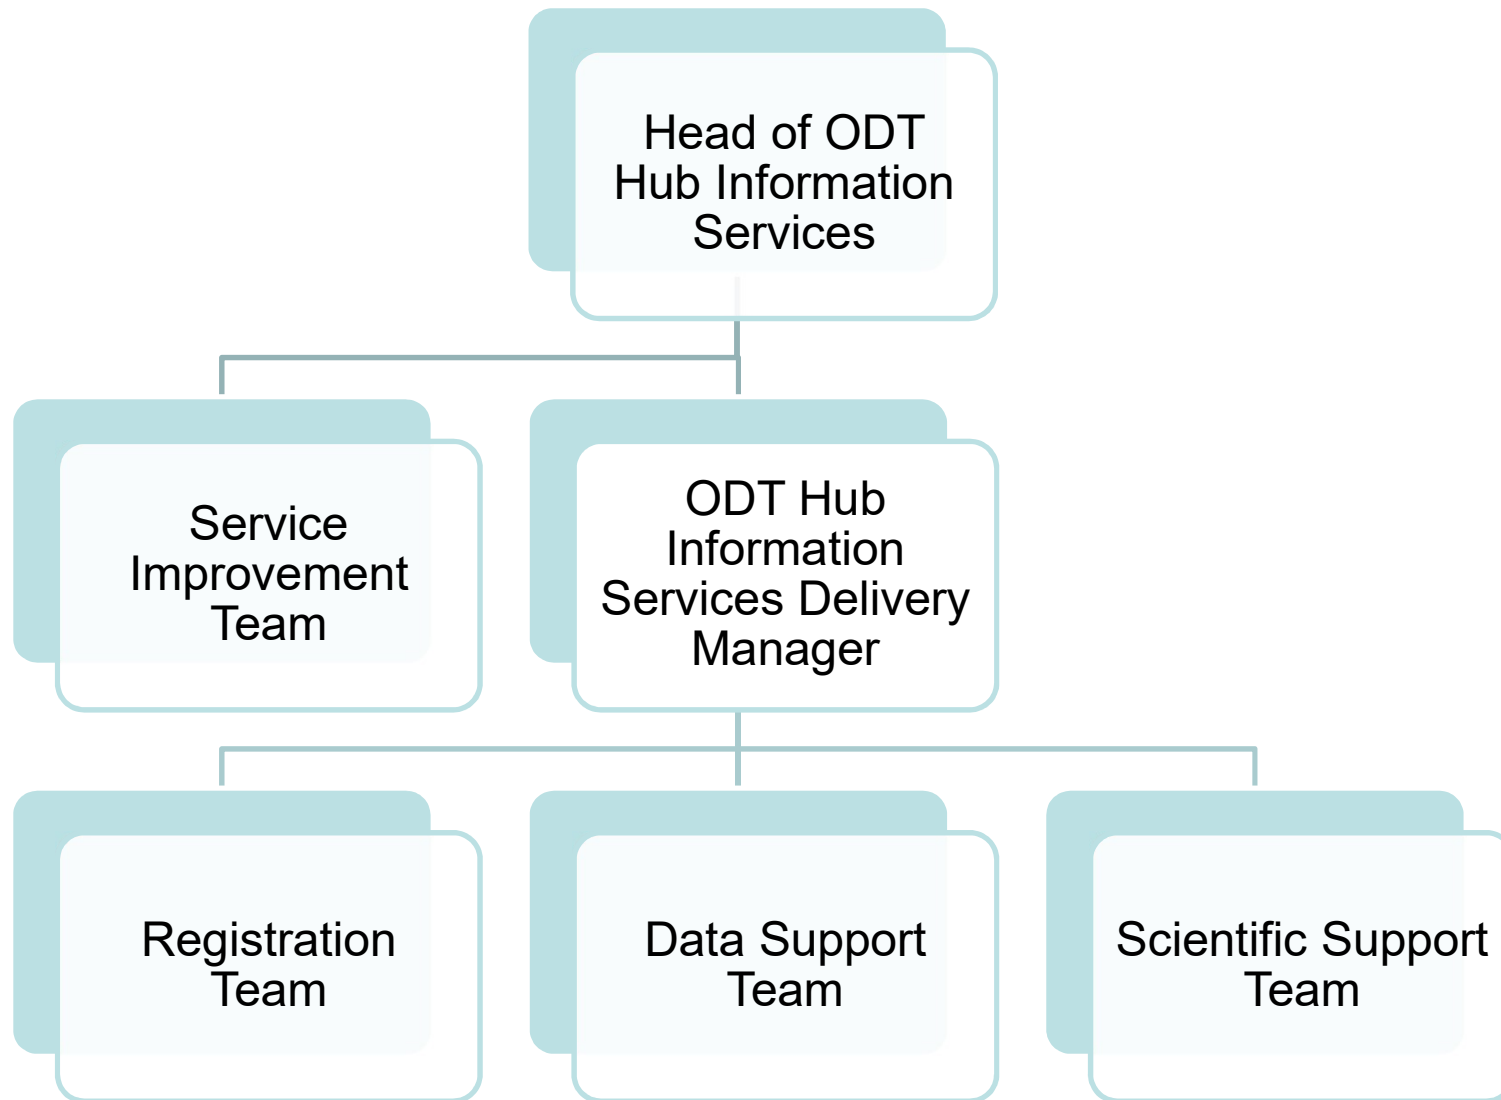 Head of ODT
Hub Information
Services
Service
Improvement
Team
ODT Hub
Information
Services Delivery
Manager
Registration
Team
Data Support
Team
Scientific Support
Team